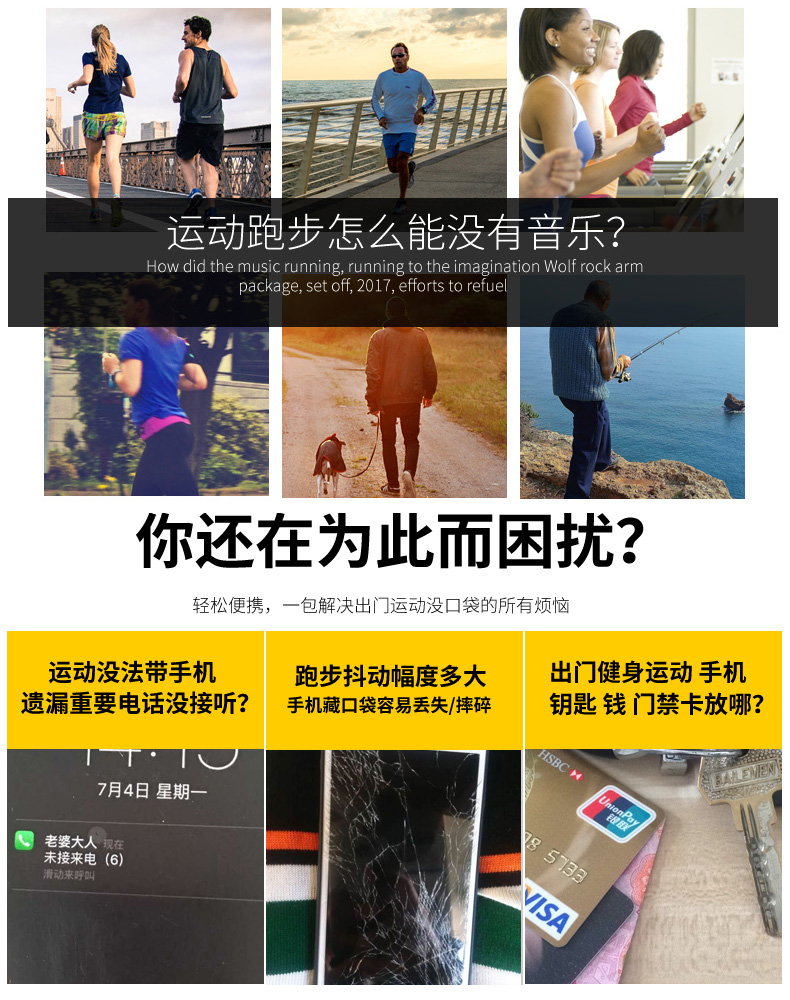 运动跑步怎么能没有音乐？
How did the music running, running to the imagination Wolf rock arm
package, set off, 2017, efforts to refuel
你还在为此而困扰？
轻松便携，一包解决出门运动没口袋的所有烦恼
运动没法带手机
遗漏重要电话没接听？
跑步抖动幅度多大
手机藏口袋容易丢失/摔碎
出门健身运动 手机
钥匙 钱 门禁卡放哪？
7月4日 星期一
老婆大人 现在
未接来电（6）
滑动来呼叫
HSBC
UnionPay
银联
5733
VISA